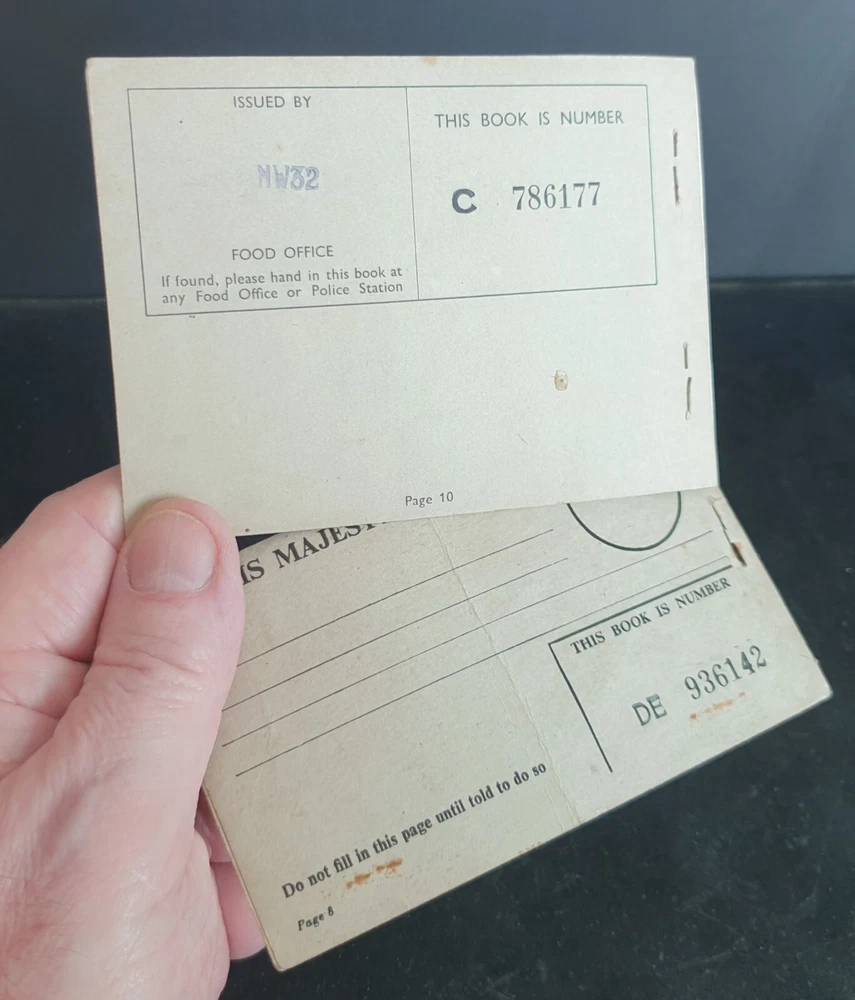 ISSUED BY
NW32
FOOD OFFICE
If found, please hand in this book at
any Food Office or Police Station
THIS BOOK IS NUMBER
C 786177
Page 10
IS MAJEST
THIS BOOK IS NUMBER
DE 936142
Do not fill in this page until told to do so
Page 8